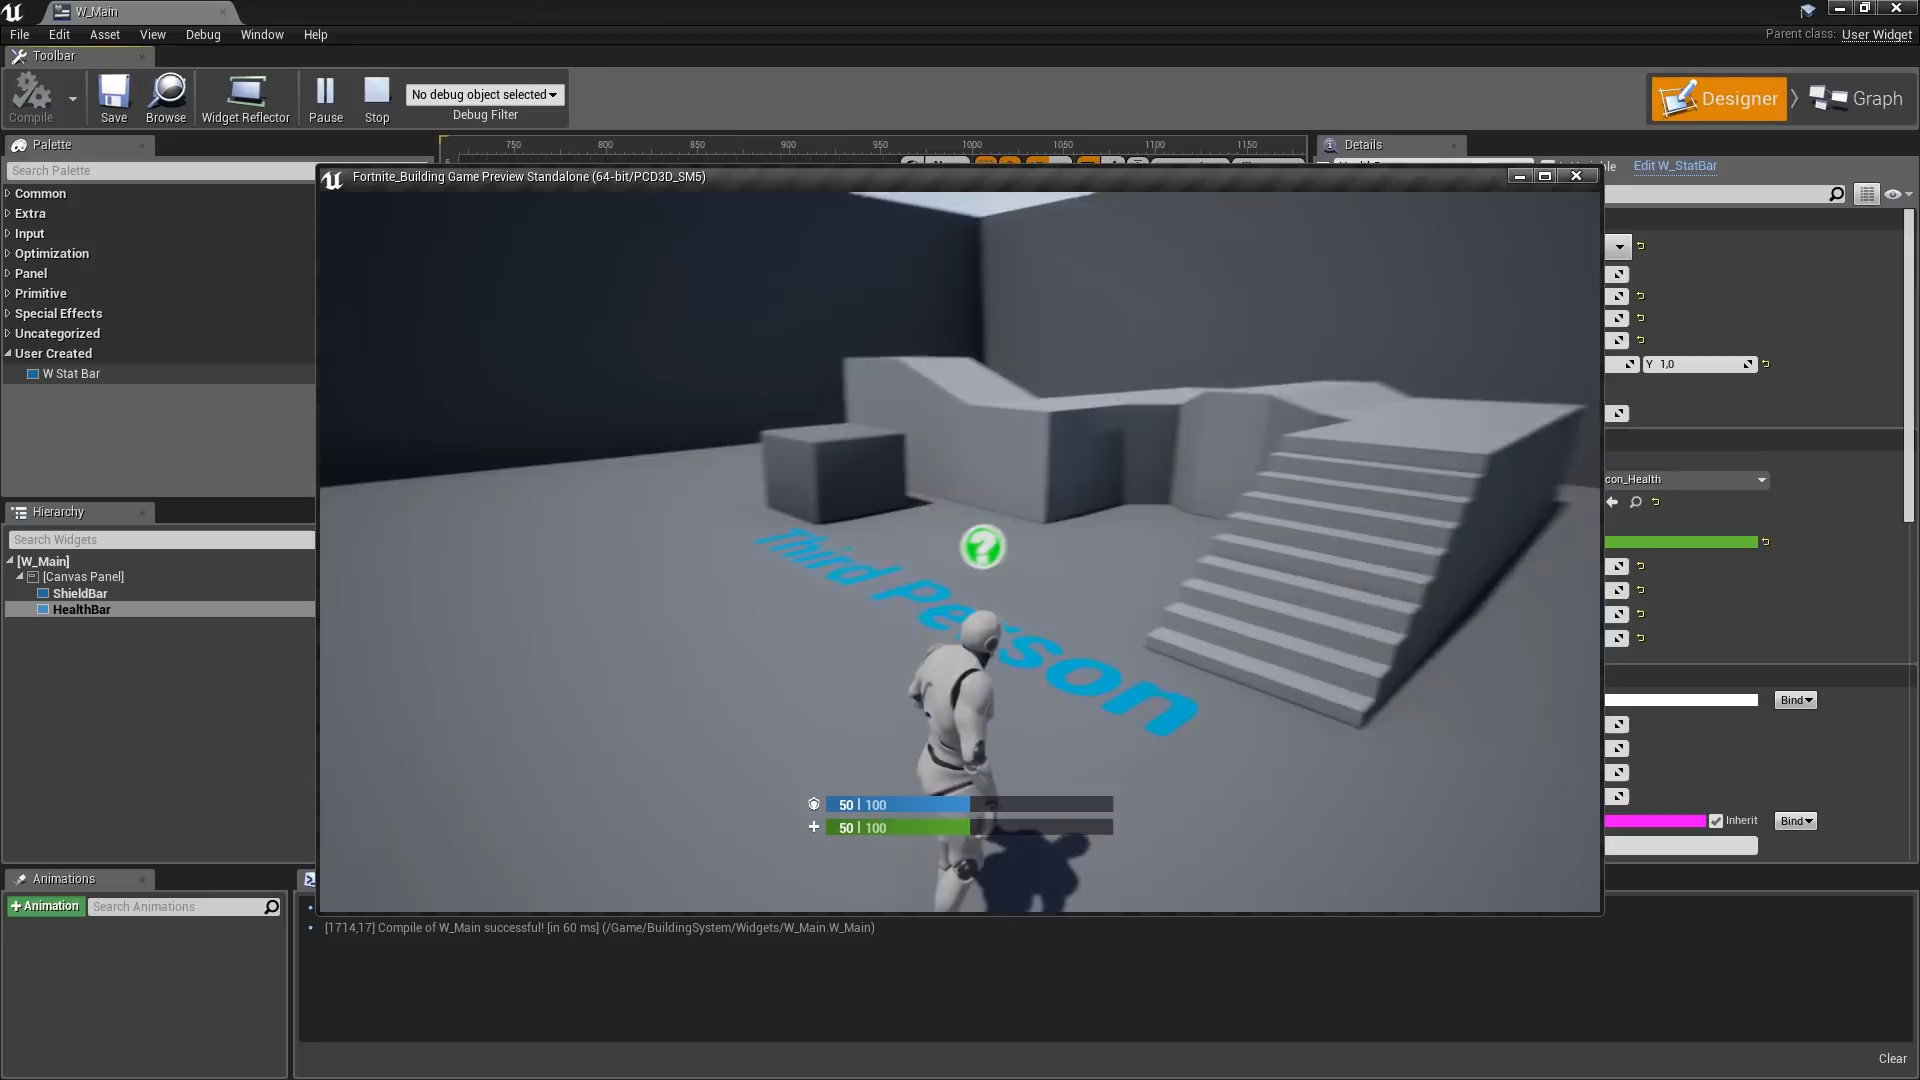 W_Main
File Edit Asset View Debug Window Help
Parent class: User Widget
Toolbar
Compile Save Browse Widget Reflector Pause Stop
No debug object selected
Debug Filter
Designer Graph
Palette
Search Palette
Common
Extra
Input
Optimization
Panel
Primitive
Special Effects
Uncategorized
User Created
W Stat Bar
750 800 850 900 950 1000 1050 1100 1150
Details
Edit W_StatBar
Fortnite_Building Game Preview Standalone (64-bit/PCD3D_SM5)
Third Person
50 | 100
50 | 100
Y 1,0
con_Health
Bind
Inherit
Bind
Hierarchy
Search Widgets
[W_Main]
[Canvas Panel]
ShieldBar
HealthBar
Animations
+Animation
Search Animations
[1714,17] Compile of W_Main successful! [in 60 ms] (/Game/BuildingSystem/Widgets/W_Main.W_Main)
Clear